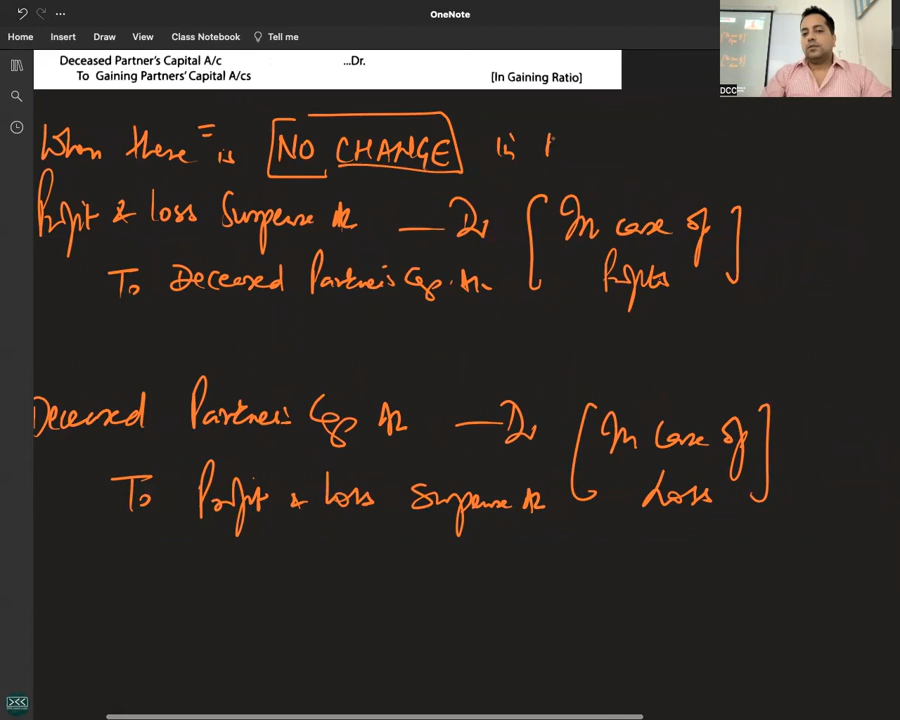 OneNote
Home Insert Draw View Class Notebook Tell me
Deceased Partner's Capital A/c ...Dr.
To Gaining Partners' Capital A/cs [In Gaining Ratio]
DCC
When there is NO CHANGE in
Profit & Loss Suspense A/c — Dr [In case of
To Deceased Partner's Cap. A/c Profits]
Deceased Partner's Cap A/c — Dr [In case of
To Profit & Loss Suspense A/c Loss]